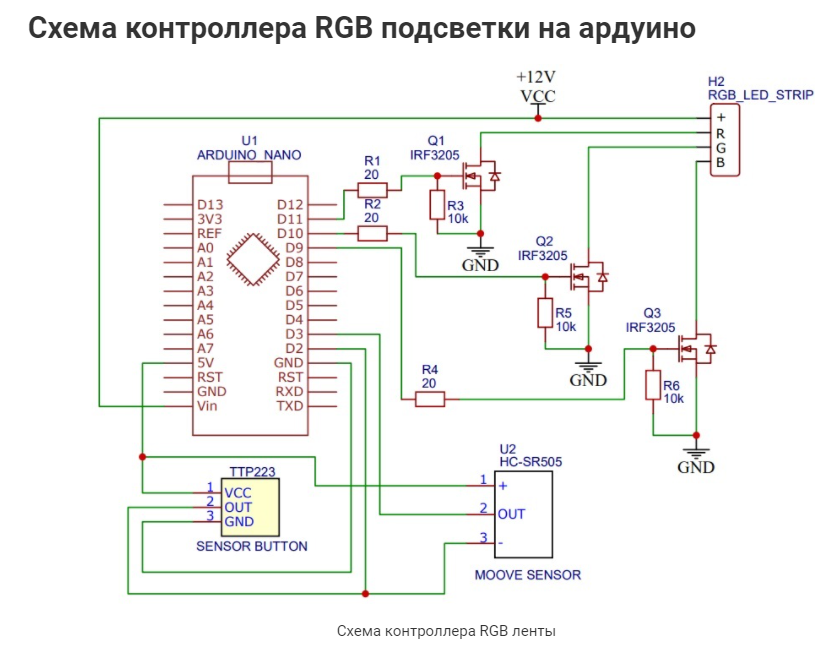 Схема контроллера RGB подсветки на ардуино
+12V
VCC
H2
RGB_LED_STRIP
+
R
G
B
U1
ARDUINO_NANO
R1
20
R2
20
Q1
IRF3205
R3
10k
GND
D13
3V3
REF
A0
A1
A2
A3
A4
A5
A6
A7
5V
RST
GND
Vin
D12
D11
D10
D9
D8
D7
D6
D5
D4
D3
D2
GND
RST
RXD
TXD
Q2
IRF3205
R5
10k
GND
Q3
IRF3205
R4
20
R6
10k
GND
TTP223
1 VCC
2 OUT
3 GND
SENSOR BUTTON
U2
HC-SR505
1 +
2 OUT
3 -
MOOVE SENSOR
Схема контроллера RGB ленты